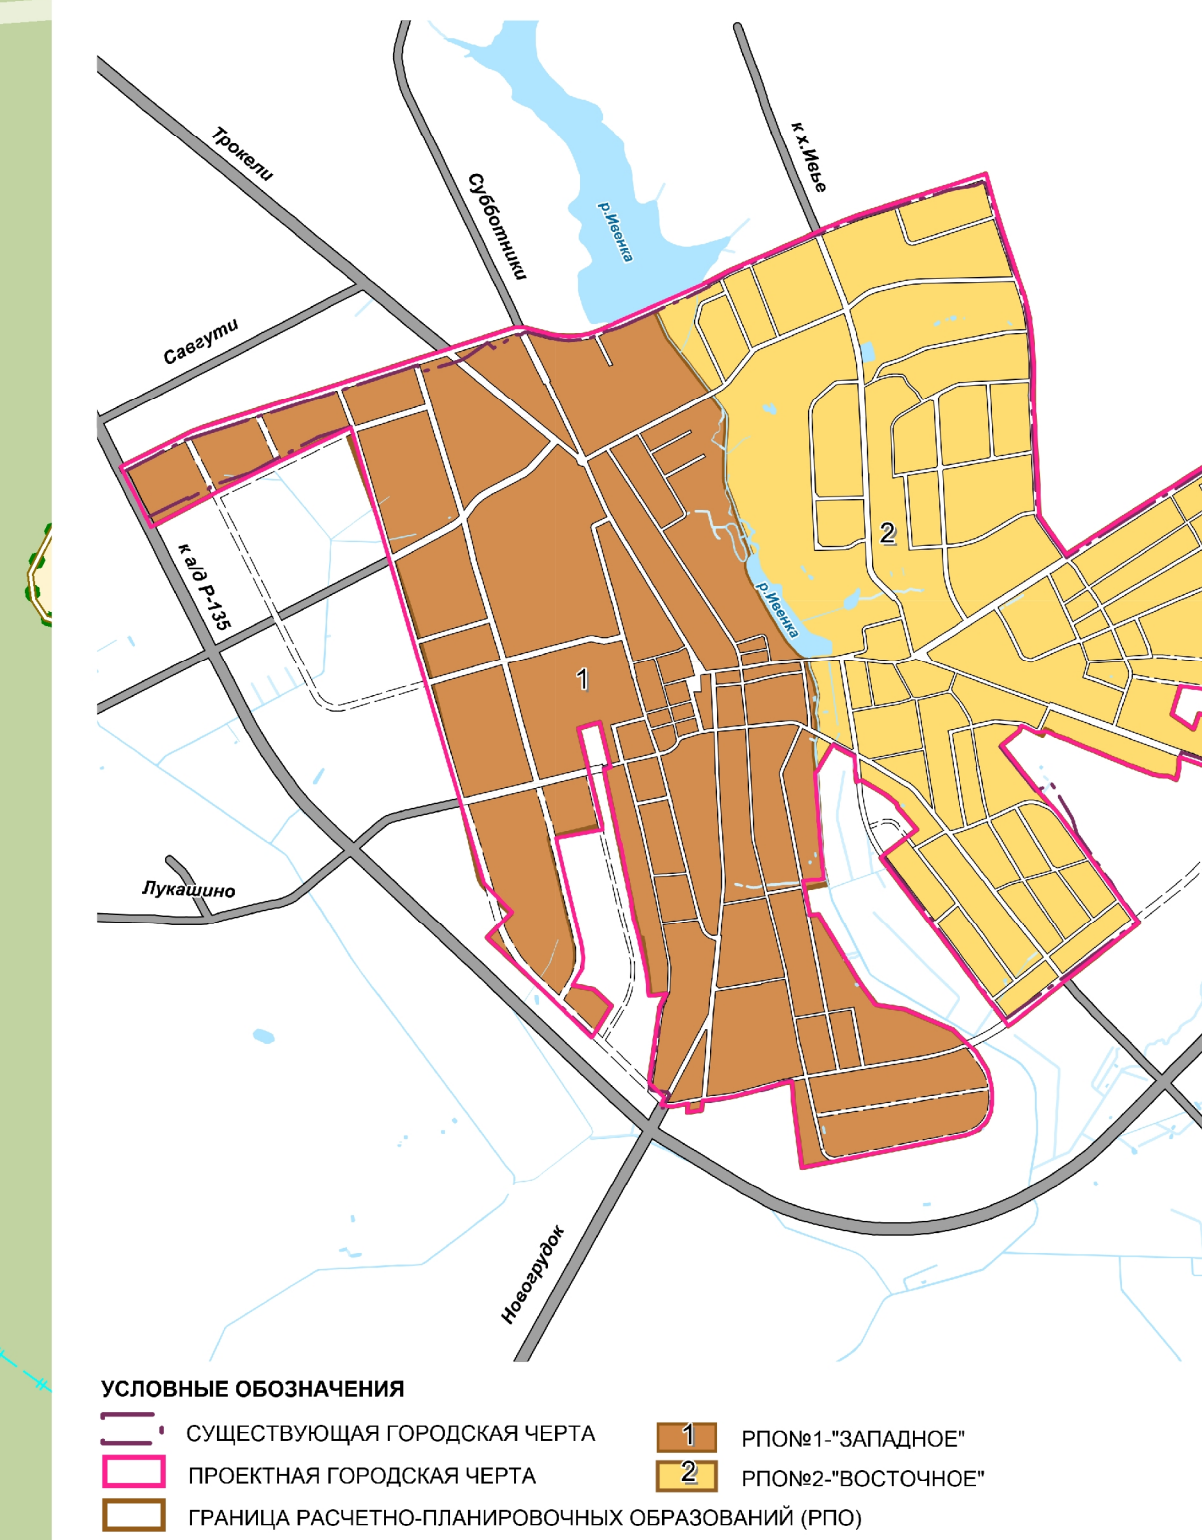 Трокели
Субботники
к х.Ивье
р.Ивенка
Савгути
2
к а/д Р-135
р.Ивенка
1
Лукашино
Новогрудок
УСЛОВНЫЕ ОБОЗНАЧЕНИЯ
СУЩЕСТВУЮЩАЯ ГОРОДСКАЯ ЧЕРТА
ПРОЕКТНАЯ ГОРОДСКАЯ ЧЕРТА
ГРАНИЦА РАСЧЕТНО-ПЛАНИРОВОЧНЫХ ОБРАЗОВАНИЙ (РПО)
1 РПО№1-"ЗАПАДНОЕ"
2 РПО№2-"ВОСТОЧНОЕ"